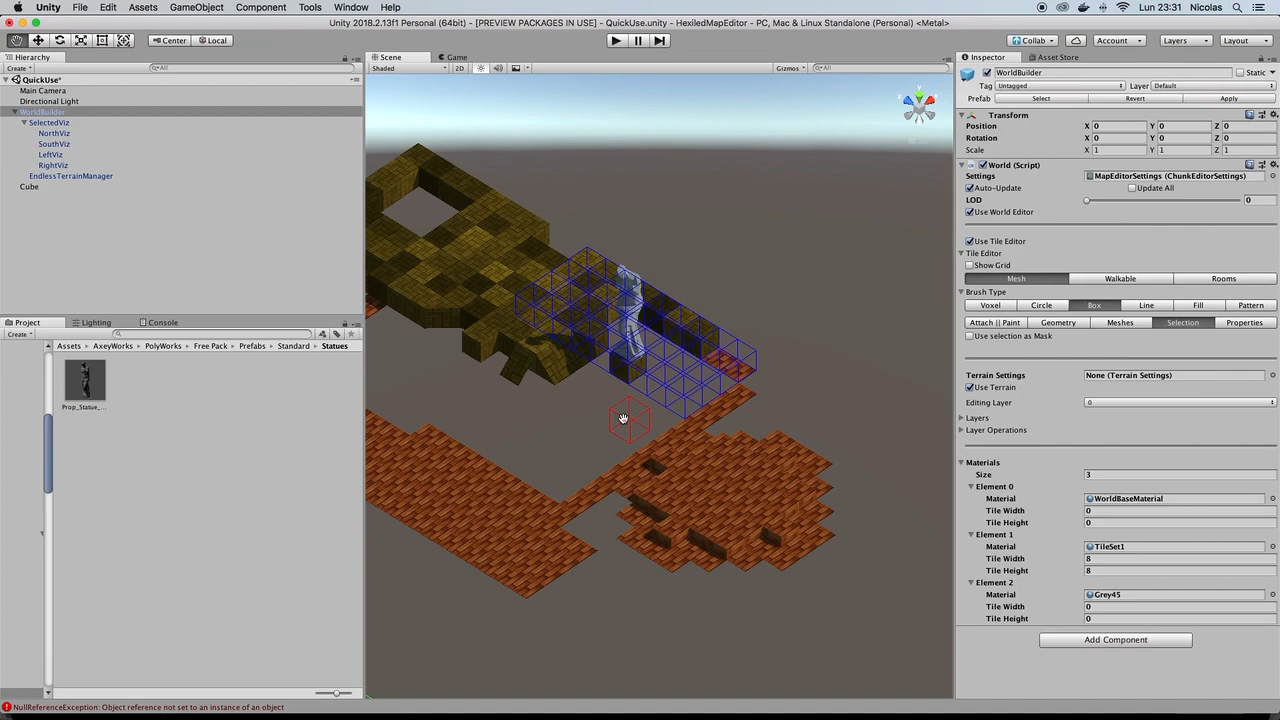 Unity File Edit Assets GameObject Component Tools Window Help Lun 23:31 Nicolas
Unity 2018.2.13f1 Personal (64bit) - [PREVIEW PACKAGES IN USE] - QuickUse.unity - HexiledMapEditor - PC, Mac & Linux Standalone (Personal) <Metal>
Center Local Collab Account Layers Layout
Hierarchy
Create All
QuickUse*
Main Camera
Directional Light
WorldBuilder
SelectedViz
NorthViz
SouthViz
LeftViz
RightViz
EndlessTerrainManager
Cube
Project Lighting Console
Create
Assets AxeyWorks PolyWorks Free Pack Prefabs Standard Statues
Prop_Statue_...
Scene Game
Shaded 2D Gizmos All
Inspector Asset Store
WorldBuilder Static
Tag Untagged Layer Default
Prefab Select Revert Apply
Transform
Position X 0 Y 0 Z 0
Rotation X 0 Y 0 Z 0
Scale X 1 Y 1 Z 1
World (Script)
Settings MapEditorSettings (ChunkEditorSettings)
Auto-Update Update All
LOD 0
Use World Editor
Use Tile Editor
Tile Editor
Show Grid
Mesh Walkable Rooms
Brush Type
Voxel Circle Box Line Fill Pattern
Attach || Paint Geometry Meshes Selection Properties
Use selection as Mask
Terrain Settings None (Terrain Settings)
Use Terrain
Editing Layer 0
Layers
Layer Operations
Materials
Size 3
Element 0
Material WorldBaseMaterial
Tile Width 0
Tile Height 0
Element 1
Material TileSet1
Tile Width 8
Tile Height 8
Element 2
Material Grey45
Tile Width 0
Tile Height 0
Add Component
NullReferenceException: Object reference not set to an instance of an object